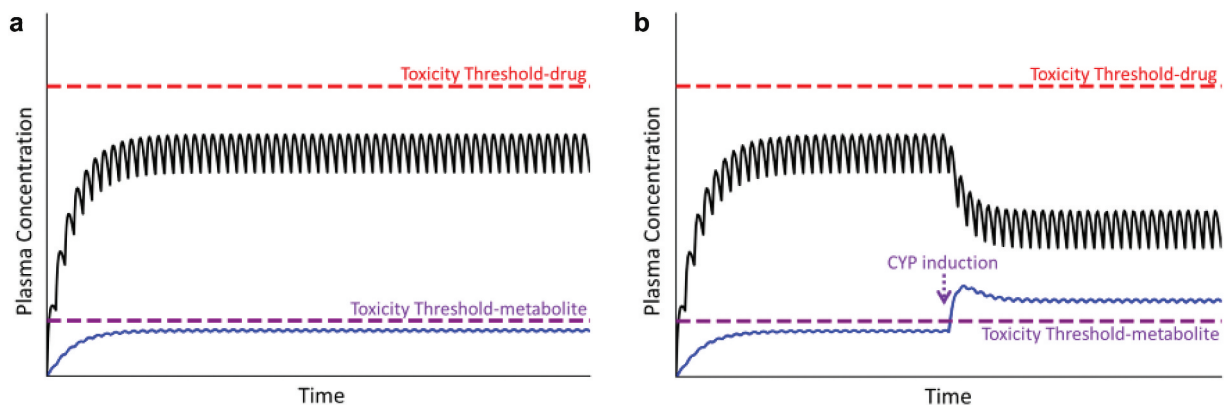 a
Toxicity Threshold-drug
Plasma Concentration
Toxicity Threshold-metabolite
Time
b
Toxicity Threshold-drug
Plasma Concentration
CYP induction
Toxicity Threshold-metabolite
Time